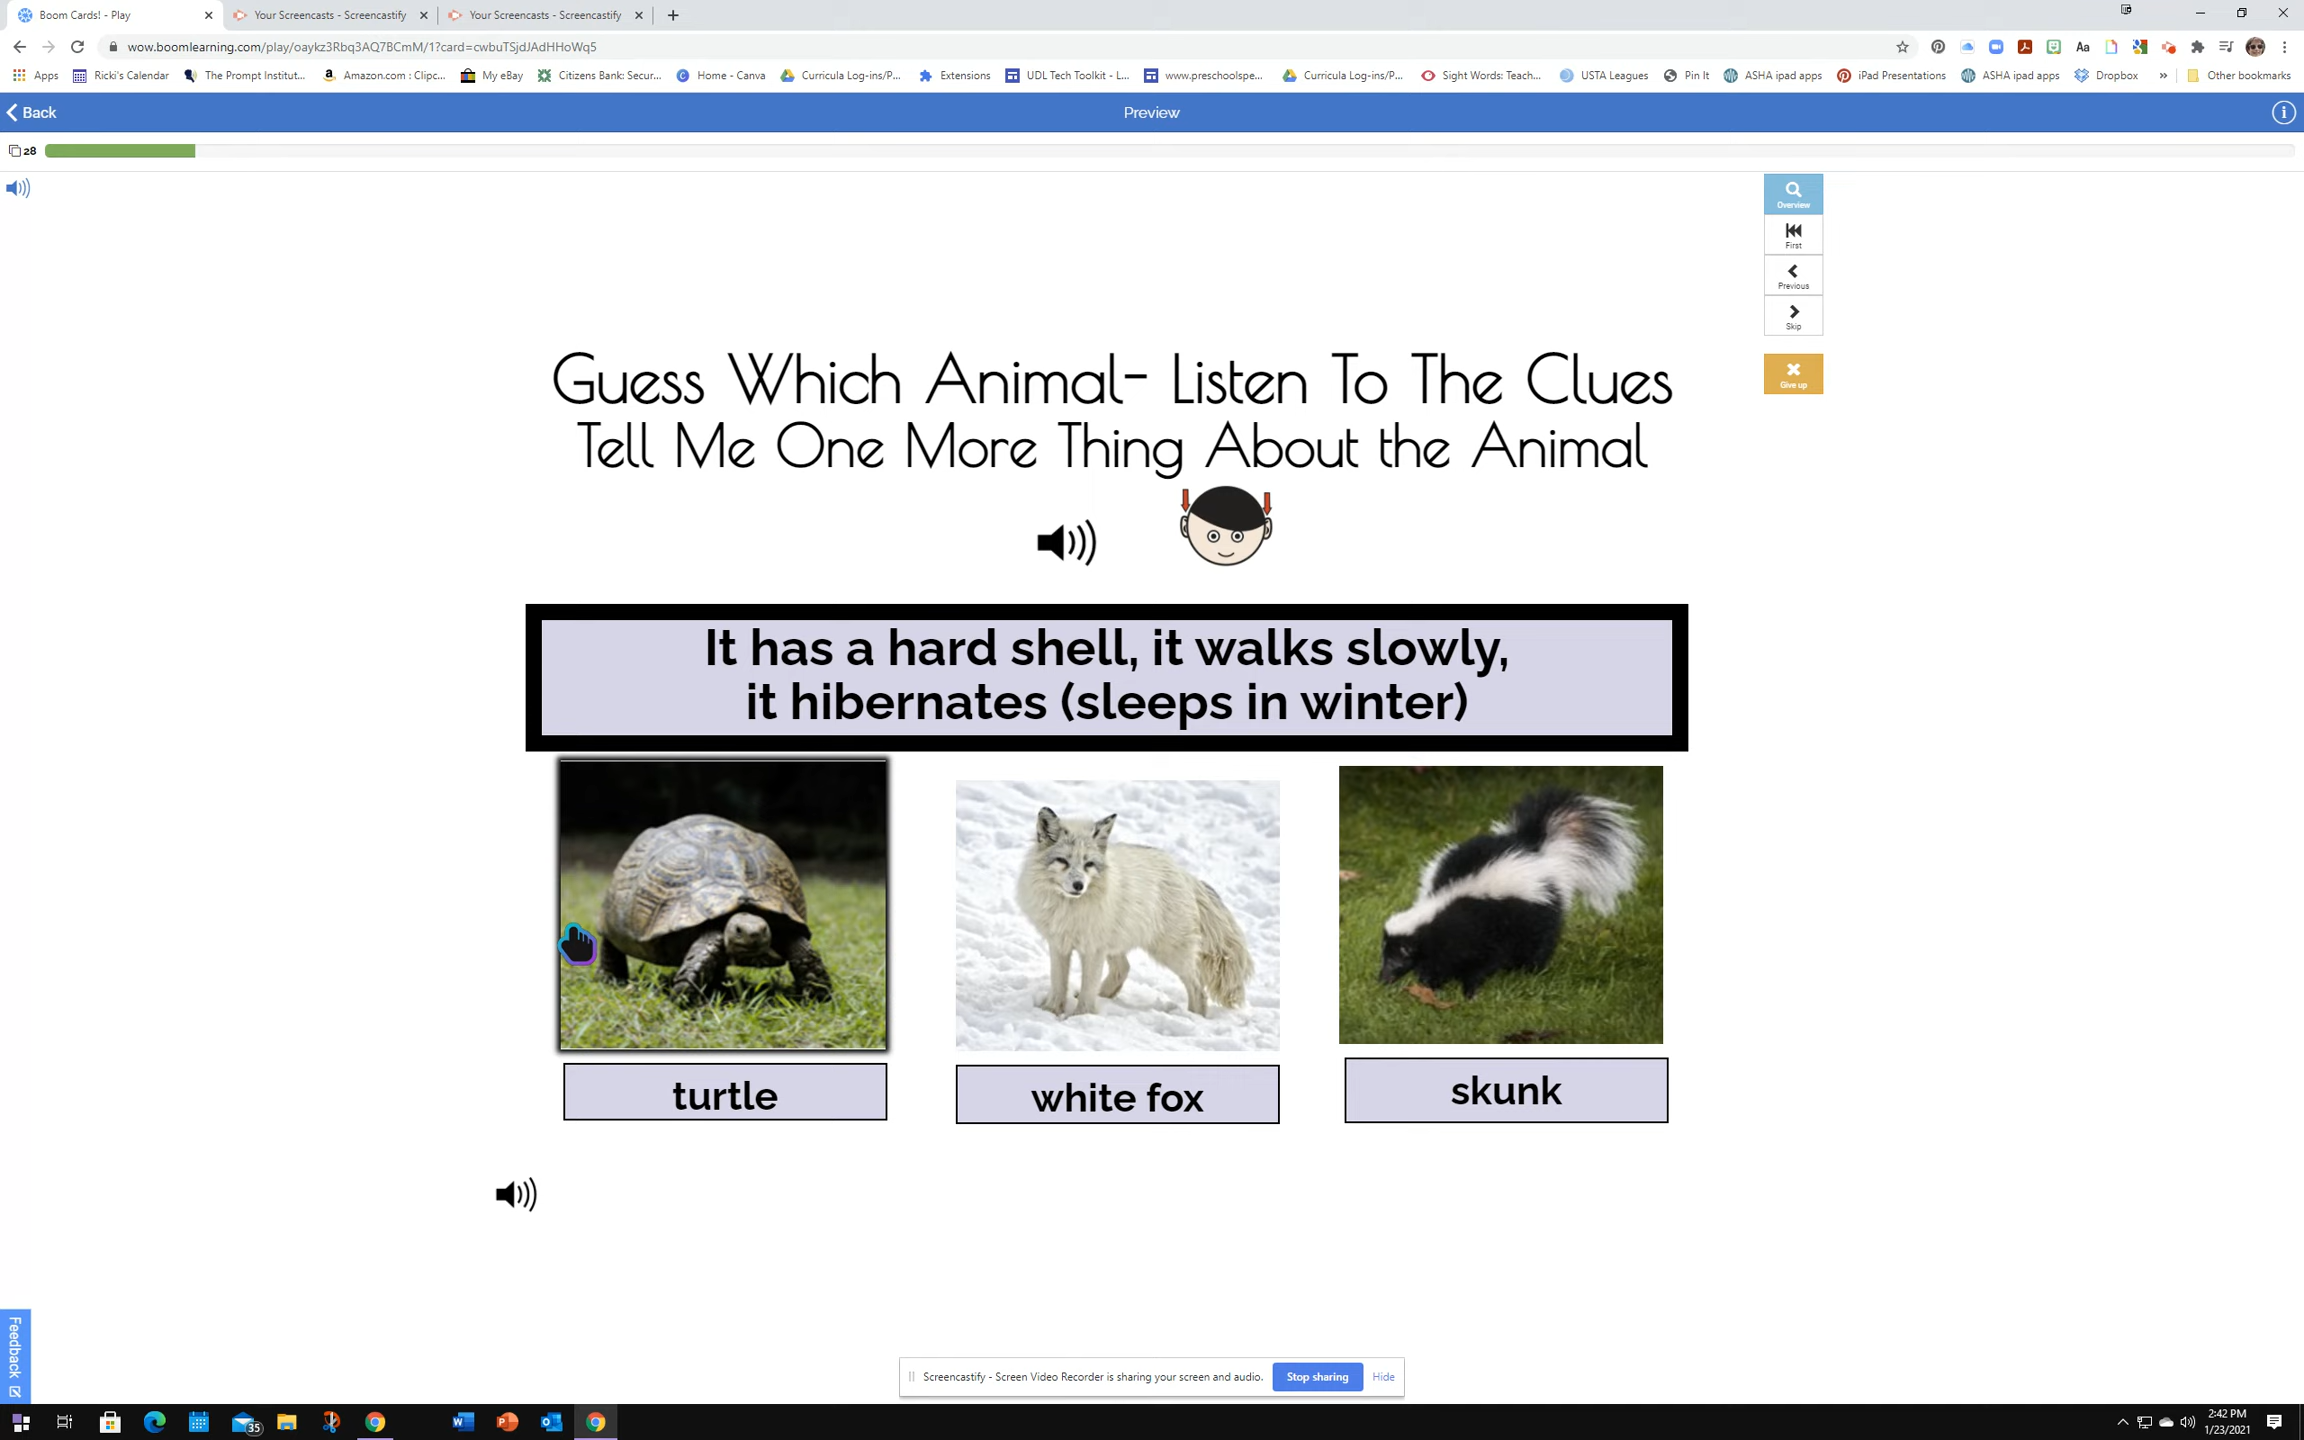 Boom Cards! - Play
Your Screencasts - Screencastify
Your Screencasts - Screencastify
wow.boomlearning.com/play/oaykz3Rbq3AQ7BCmM/1?card=cwbuTSjdJAdHHoWq5
Apps
Ricki's Calendar
The Prompt Institut...
Amazon.com : Clipc...
My eBay
Citizens Bank: Secur...
Home - Canva
Curricula Log-ins/P...
Extensions
UDL Tech Toolkit - L...
www.preschoolspe...
Curricula Log-ins/P...
Sight Words: Teach...
USTA Leagues
Pin It
ASHA ipad apps
iPad Presentations
ASHA ipad apps
Dropbox
»
Other bookmarks
Back
Preview
28
Overview
First
Previous
Skip
Give up
Guess Which Animal- Listen To The Clues
Tell Me One More Thing About the Animal
It has a hard shell, it walks slowly,
it hibernates (sleeps in winter)
turtle
white fox
skunk
Feedback
Screencastify - Screen Video Recorder is sharing your screen and audio.
Stop sharing
Hide
35
2:42 PM
1/23/2021